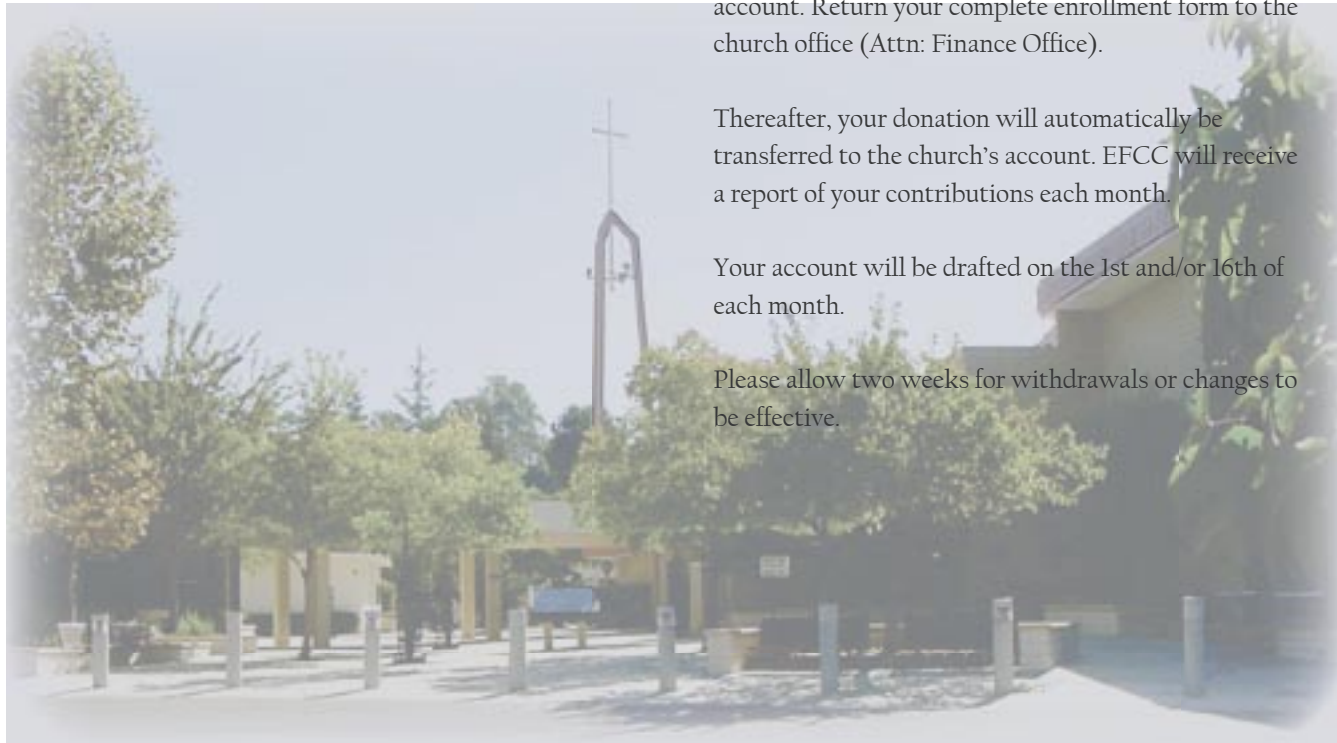 account. Return your complete enrollment form to the
church office (Attn: Finance Office).
Thereafter, your donation will automatically be
transferred to the church's account. EFCC will receive
a report of your contributions each month.
Your account will be drafted on the 1st and/or 16th of
each month.
Please allow two weeks for withdrawals or changes to
be effective.